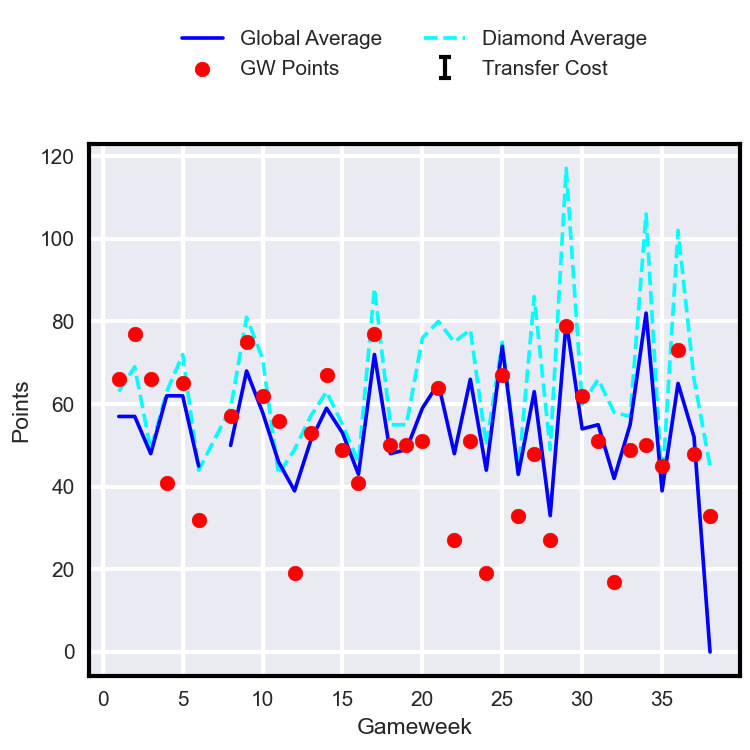 Global Average
Diamond Average
GW Points
Transfer Cost
120
100
80
60
40
20
0
Points
0 5 10 15 20 25 30 35
Gameweek